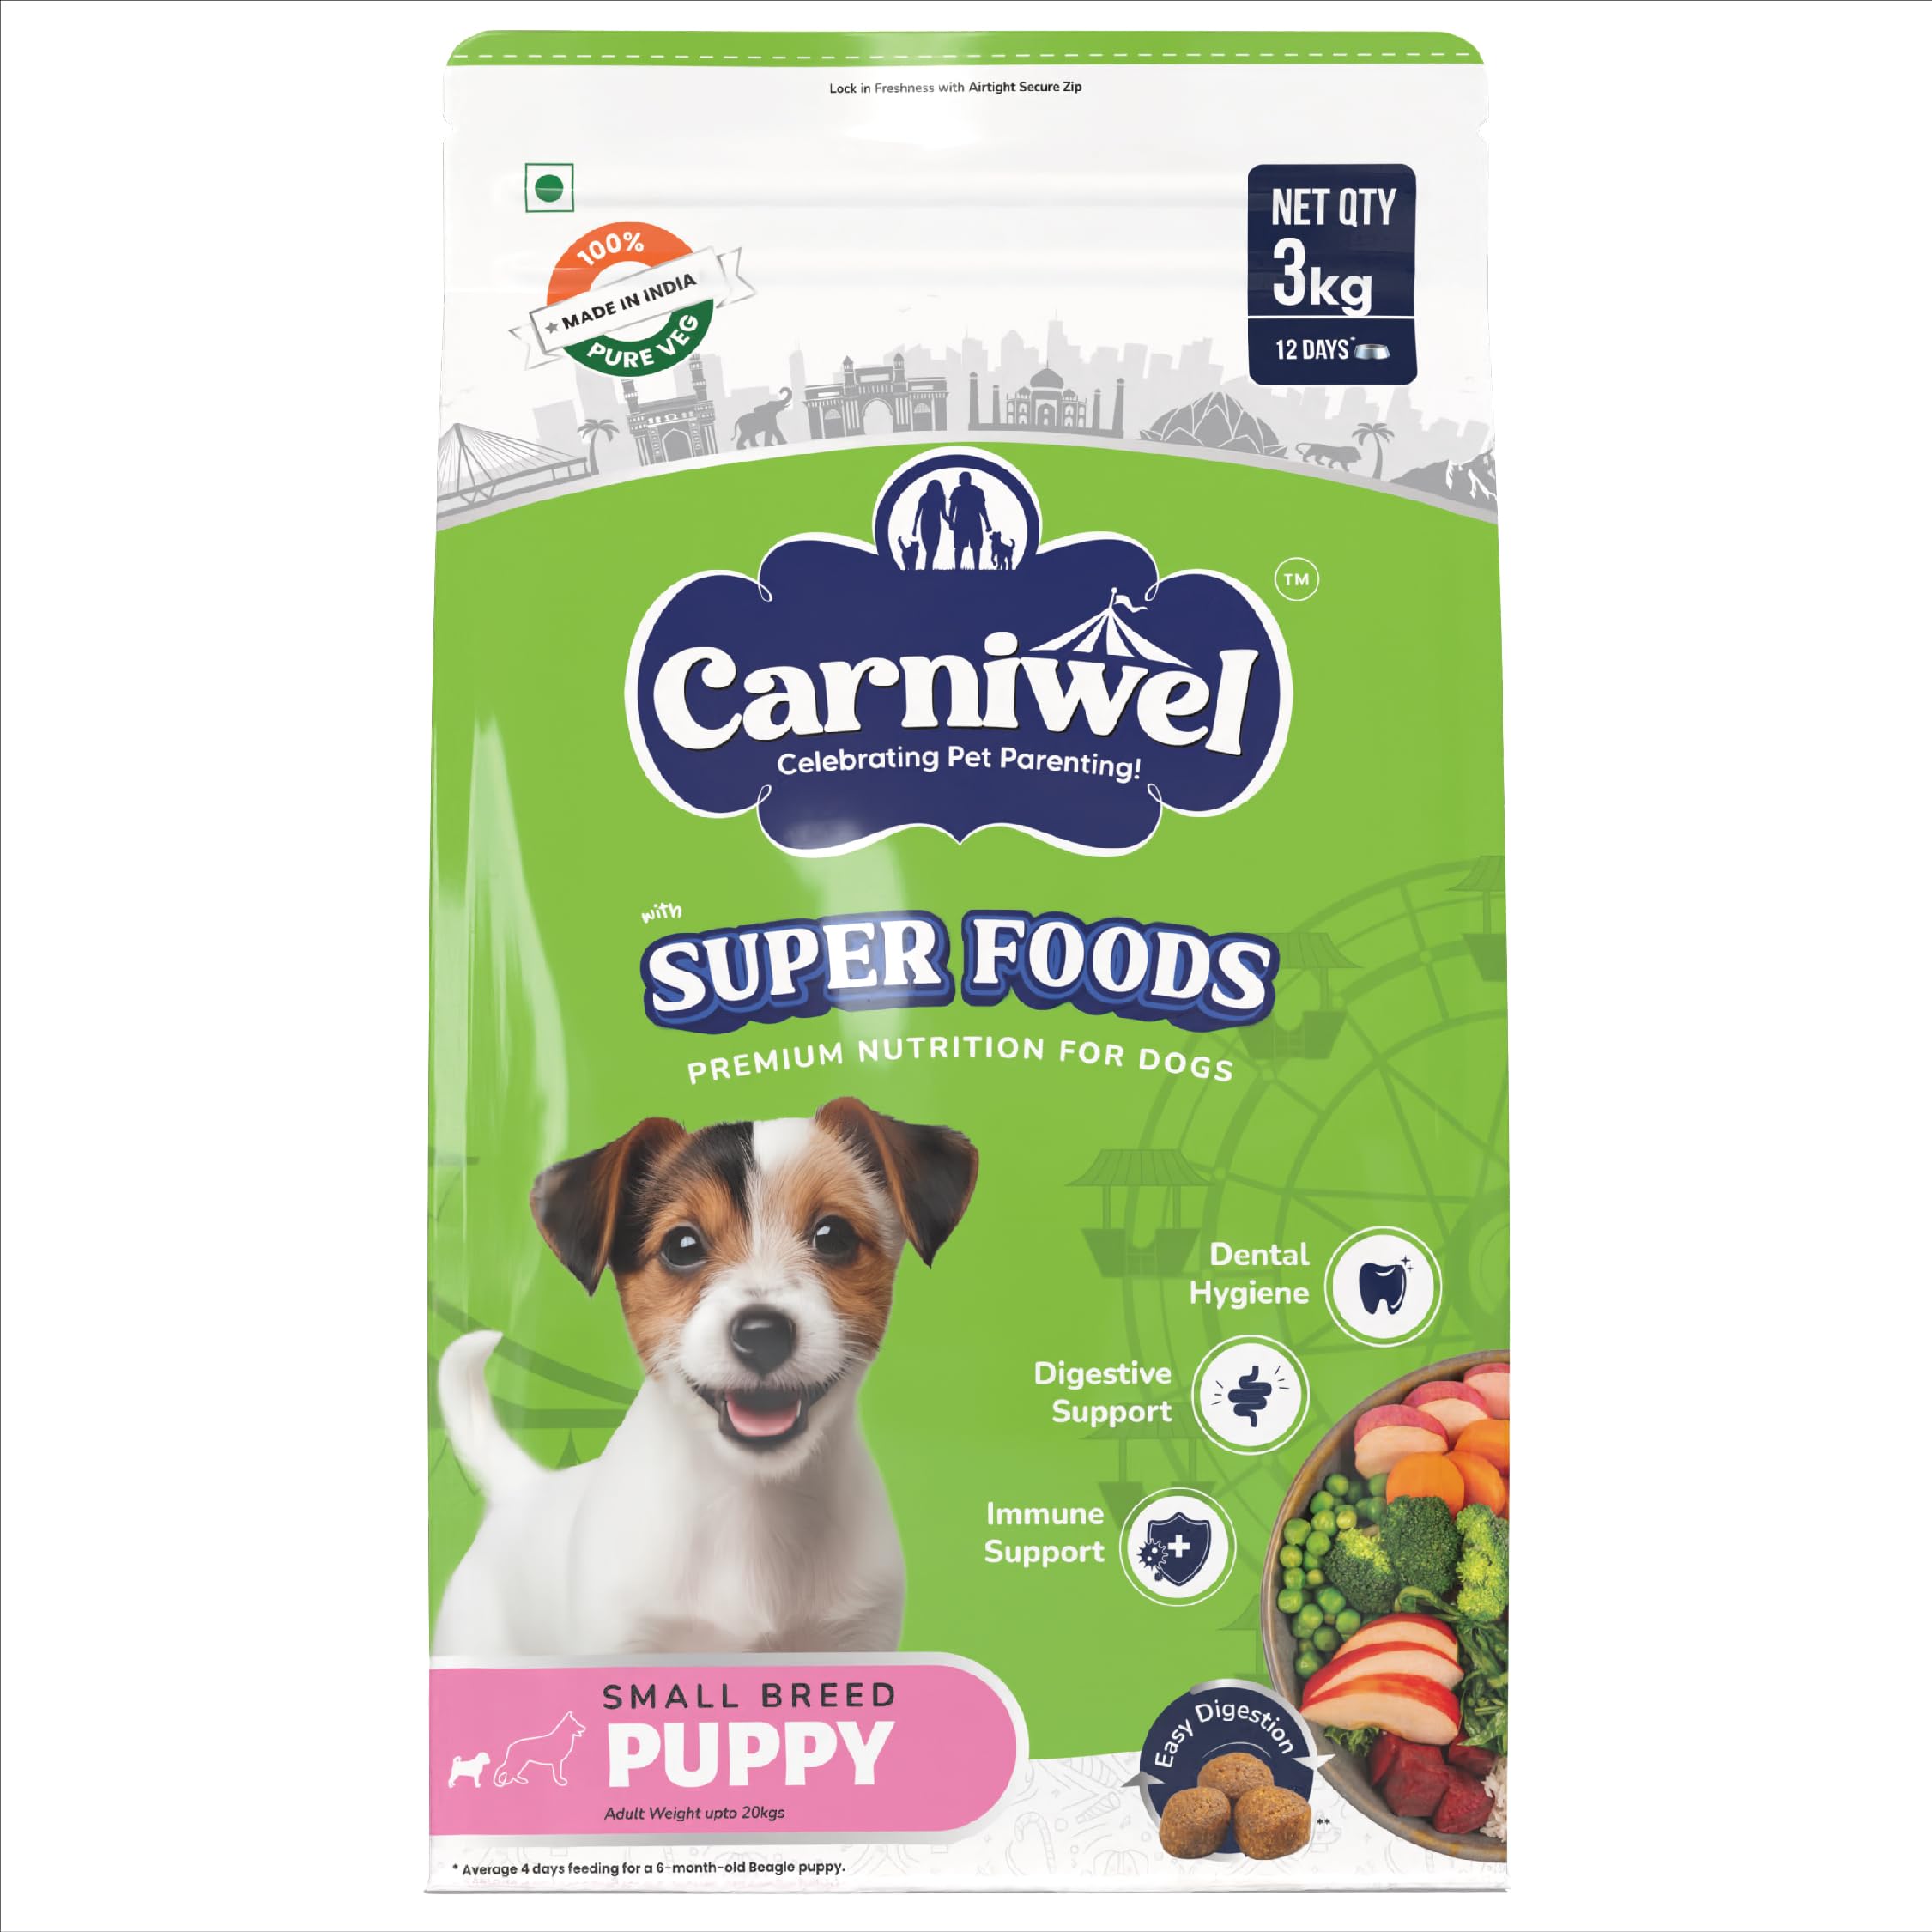 Lock in Freshness with Airtight Secure Zip
100%
MADE IN INDIA
PURE VEG
NET QTY
3kg
12 DAYS*
TM
Carniwel
Celebrating Pet Parenting!
with
SUPER FOODS
PREMIUM NUTRITION FOR DOGS
Dental
Hygiene
Digestive
Support
Immune
Support
SMALL BREED
PUPPY
Adult Weight upto 20kgs
Easy Digestion
**
* Average 4 days feeding for a 6-month-old Beagle puppy.